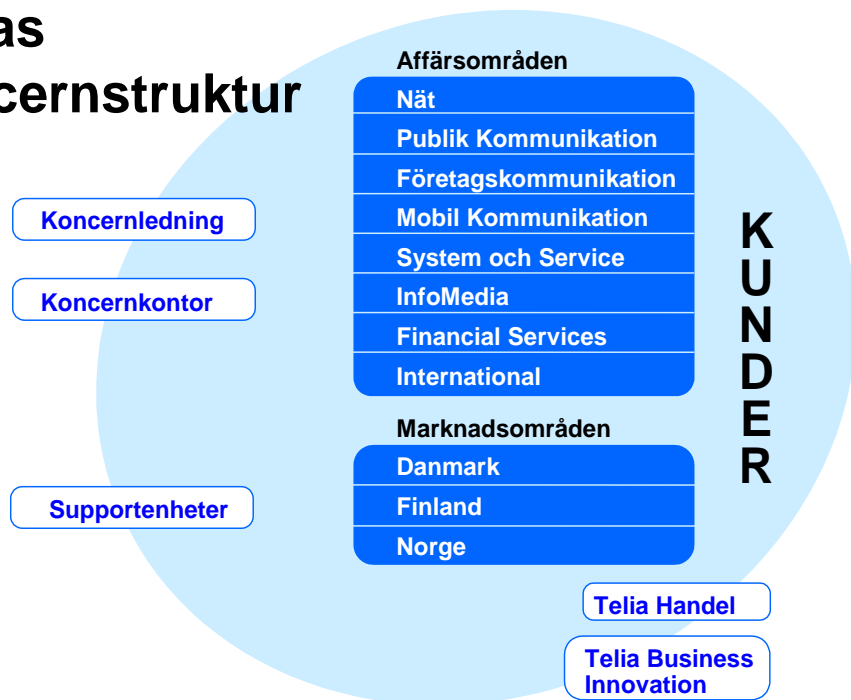 as
cernstruktur
Affärsområden
Nät
Publik Kommunikation
Företagskommunikation
Mobil Kommunikation
System och Service
InfoMedia
Financial Services
International
Marknadsområden
Danmark
Finland
Norge
Koncernledning
Koncernkontor
Supportenheter
KUNDER
Telia Handel
Telia Business
Innovation